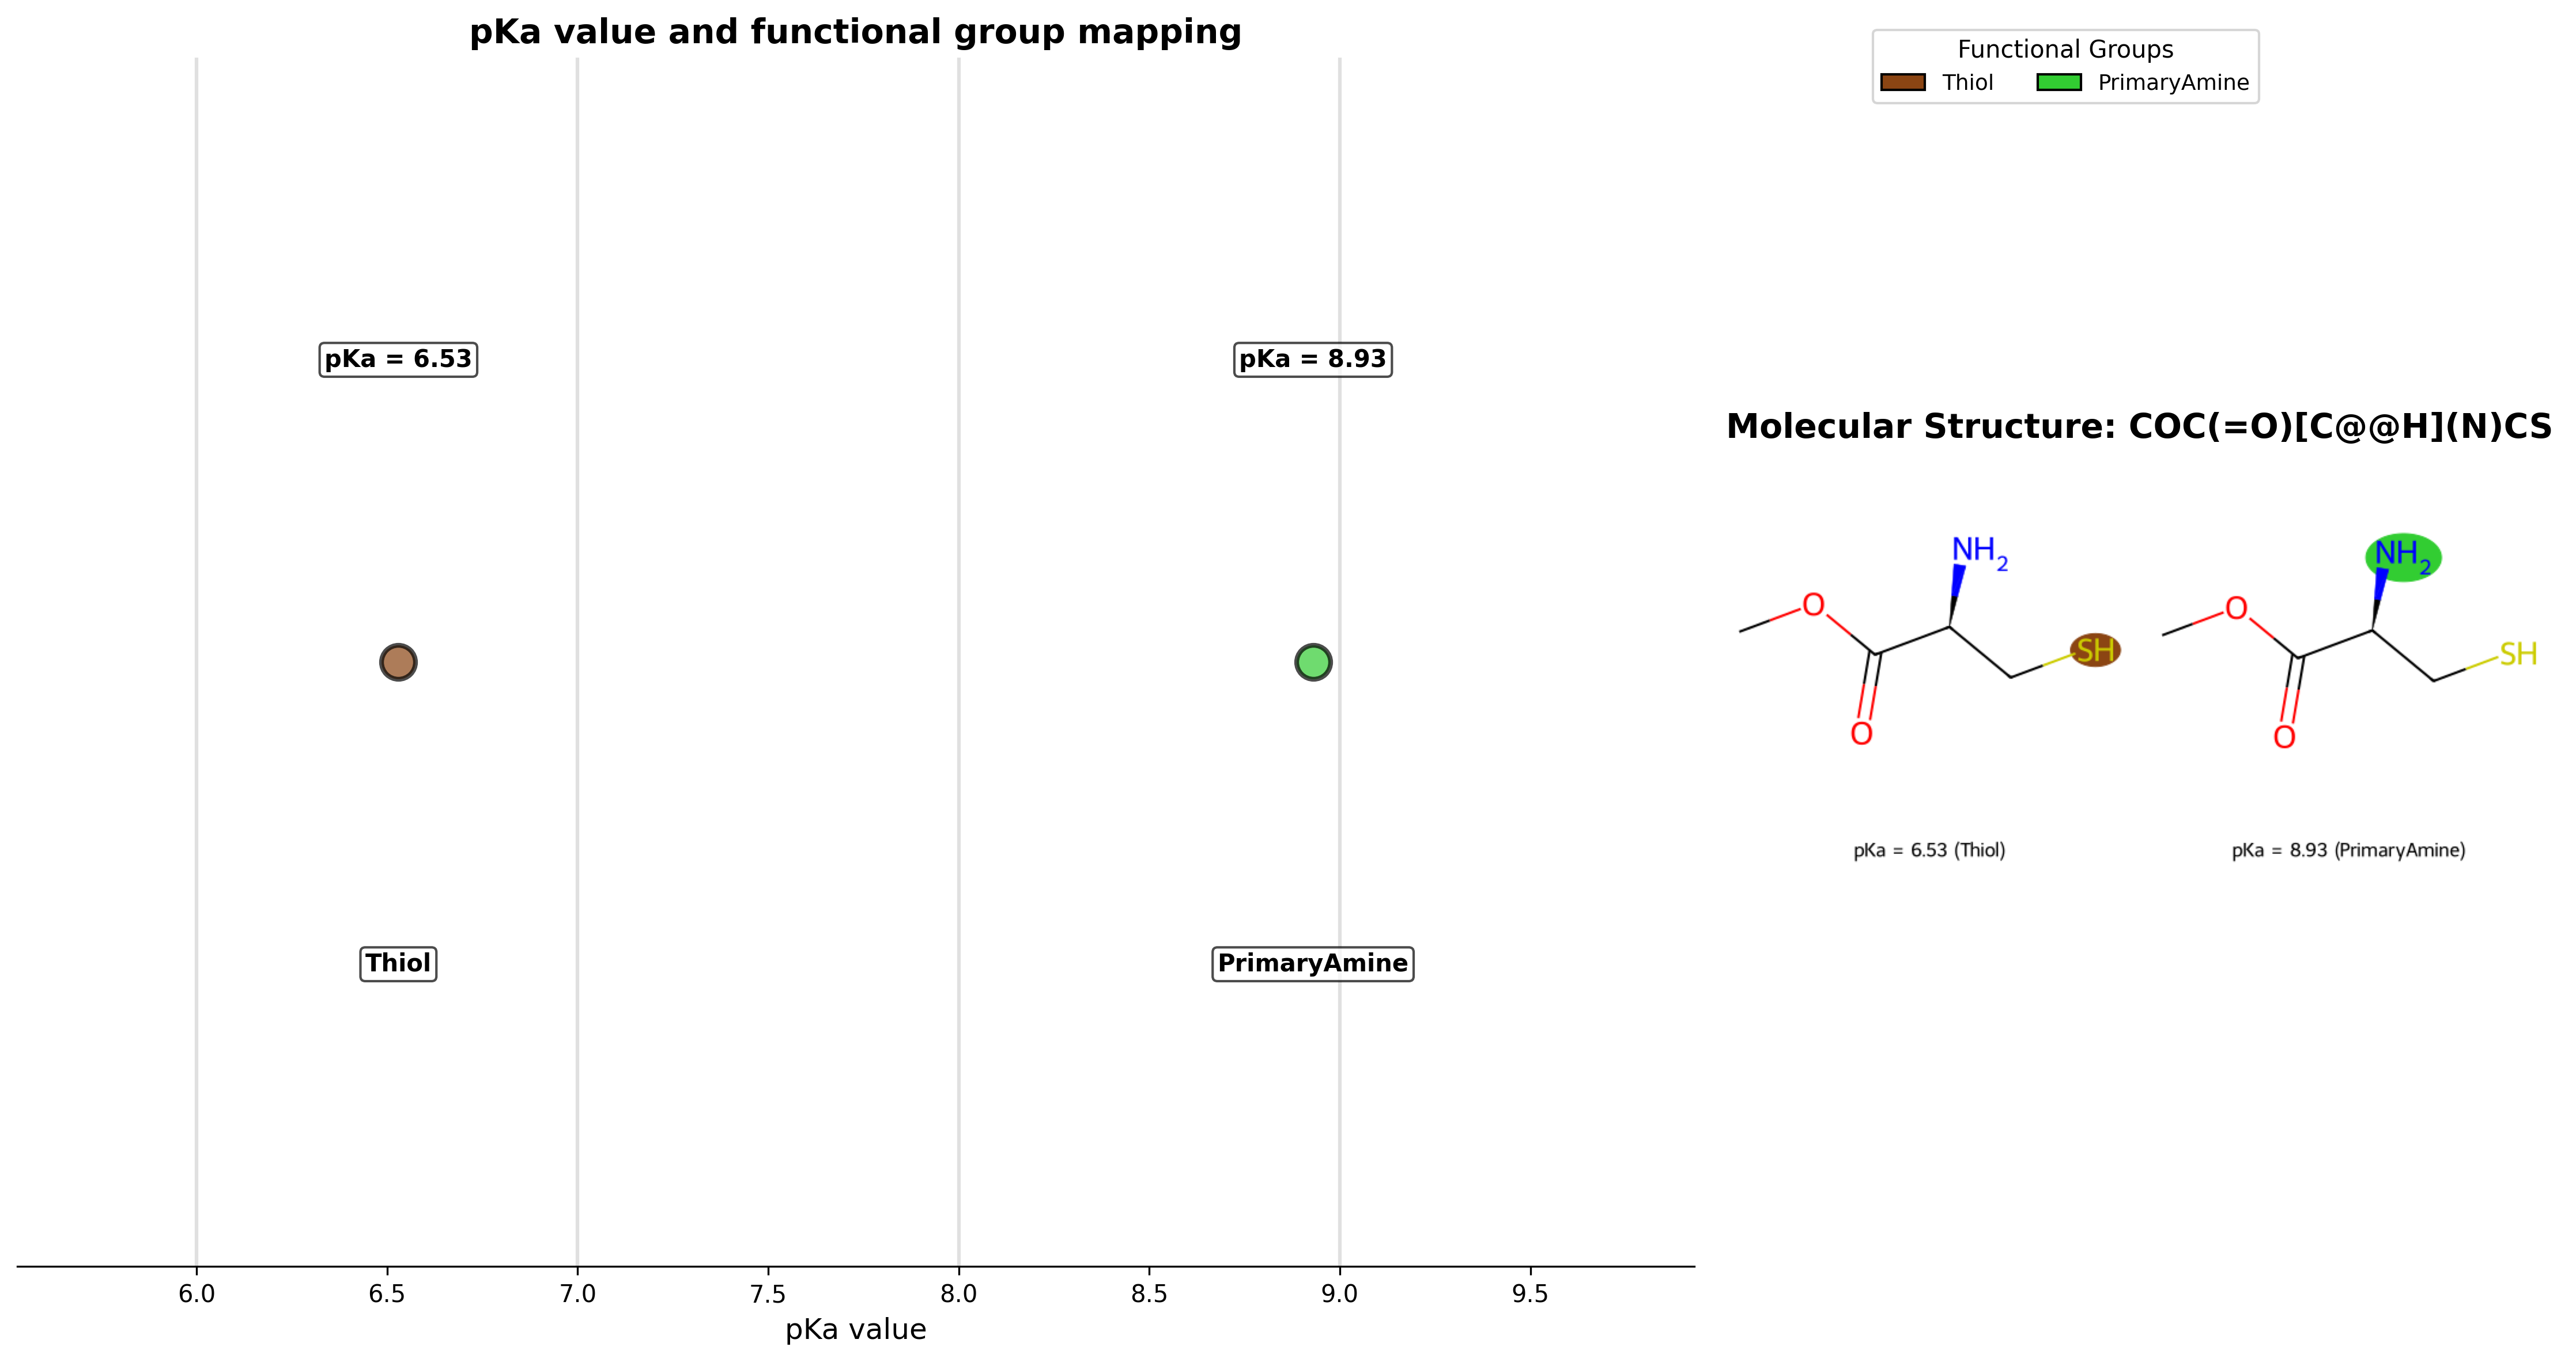 pKa value and functional group mapping
pKa = 6.53
pKa = 8.93
Thiol
PrimaryAmine
6.0
6.5
7.0
7.5
8.0
8.5
9.0
9.5
pKa value
Functional Groups
Thiol
PrimaryAmine
Molecular Structure: COC(=O)[C@@H](N)CS
NH2
O
SH
O
pKa = 6.53 (Thiol)
NH2
O
SH
O
pKa = 8.93 (PrimaryAmine)